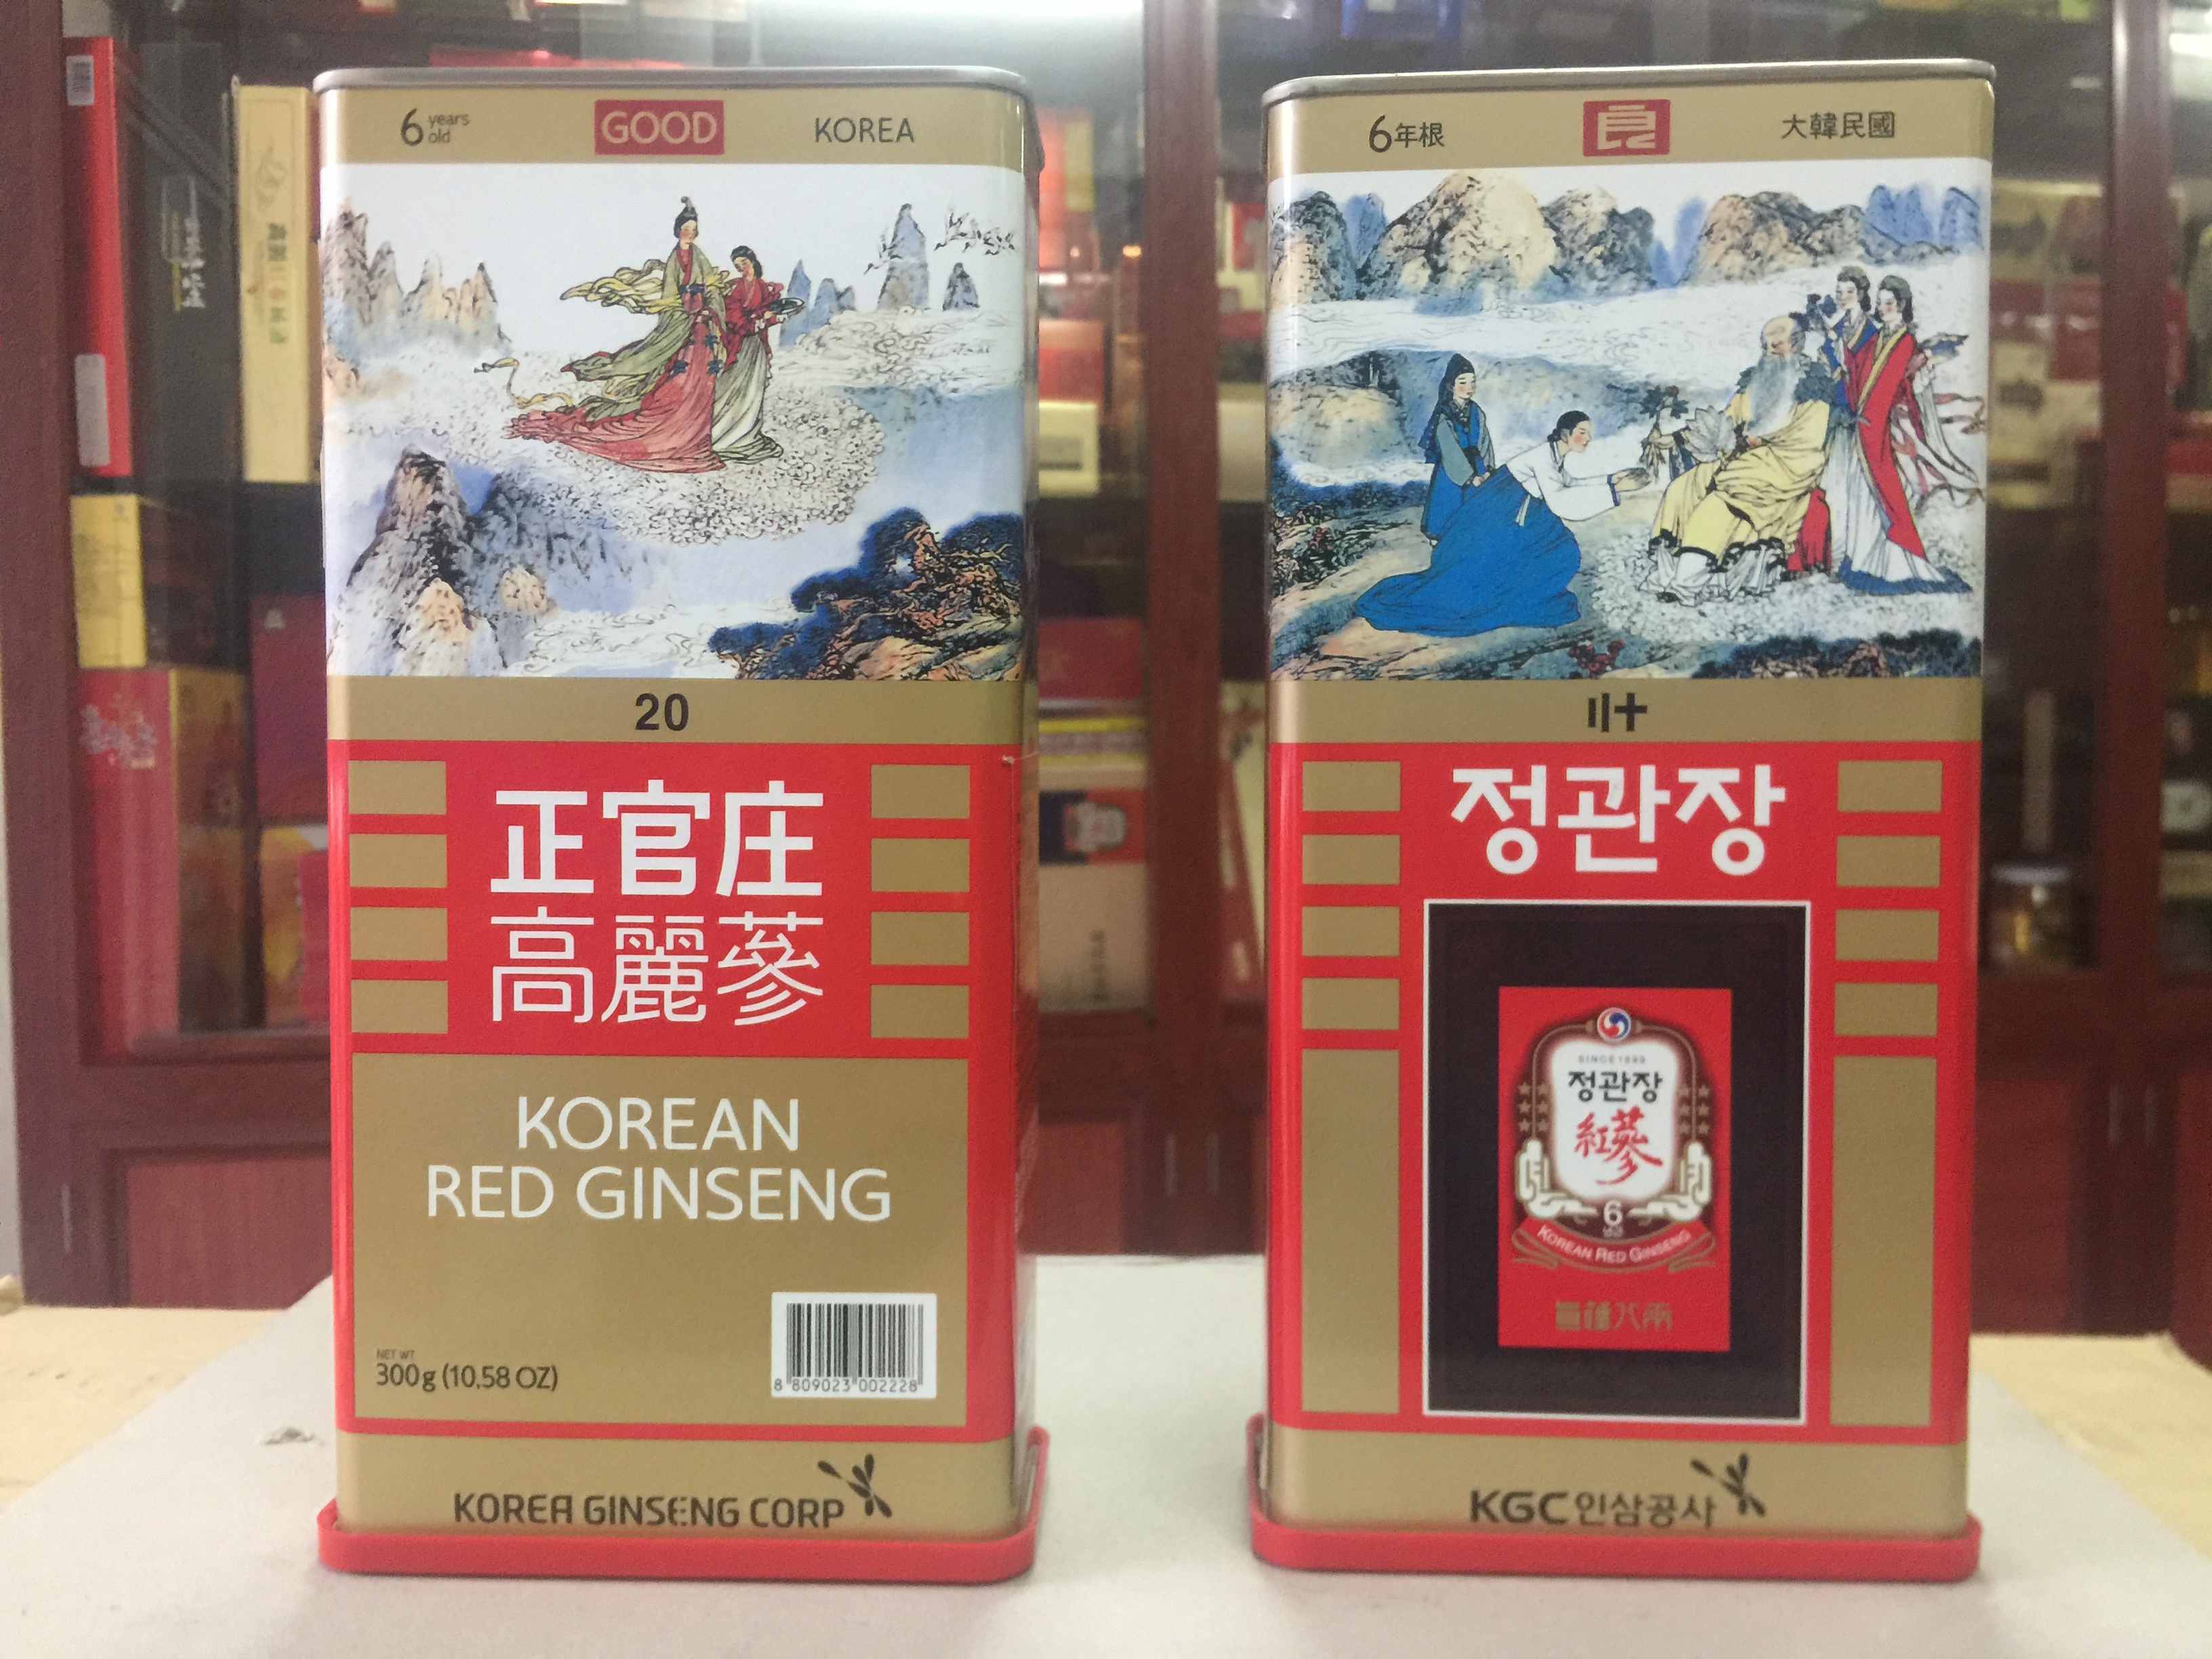 6 years old
GOOD
KOREA
20
正官庄
高麗蔘
KOREAN
RED GINSENG
NET WT
300g (10.58 OZ)
8 809023 002228
KOREA GINSENG CORP
6年根
良
大韓民國
정관장
SINCE 1899
정관장
紅蔘
6
년근
KOREAN RED GINSENG
KGC인삼공사